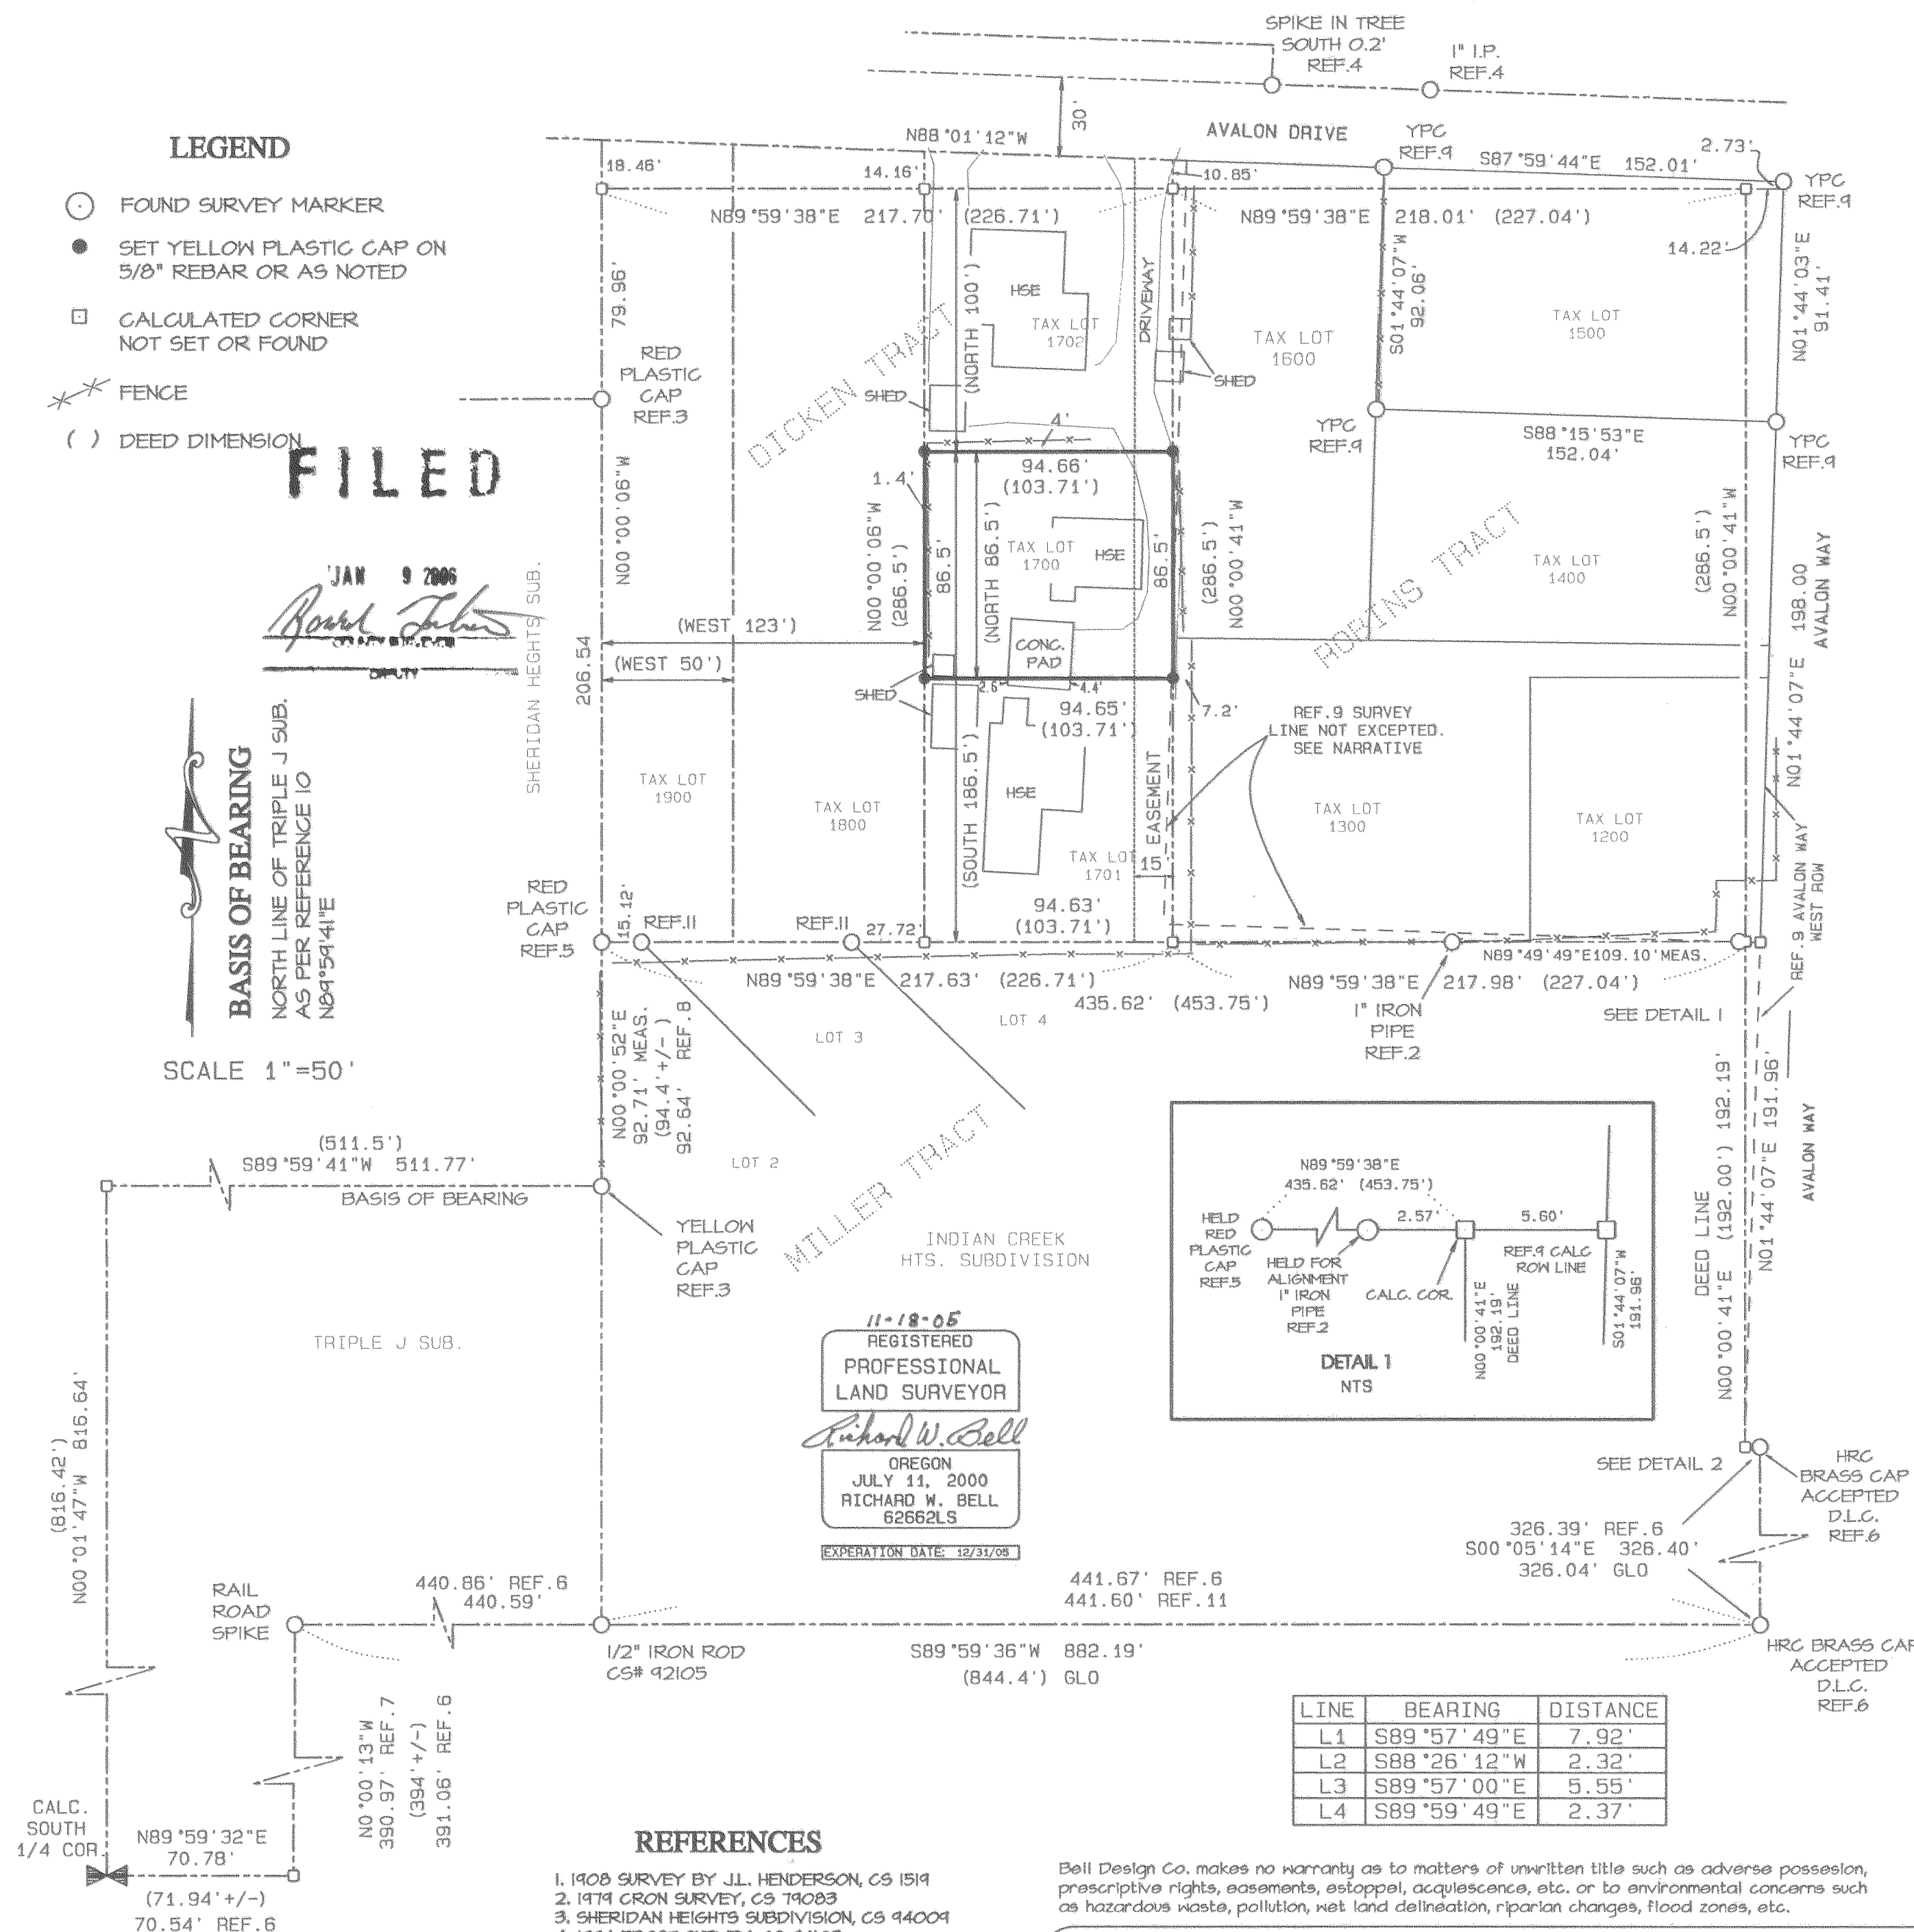 SPIKE IN TREE
SOUTH 0.2'
REF.4
1" I.P.
REF.4
30'
AVALON DRIVE
N88°01'12"W
YPC
REF.9
S87°59'44"E 152.01'
2.73'
YPC
REF.9
LEGEND
FOUND SURVEY MARKER
SET YELLOW PLASTIC CAP ON
5/8" REBAR OR AS NOTED
CALCULATED CORNER
NOT SET OR FOUND
FENCE
( ) DEED DIMENSION
FILED
JAN 9 2006
DEPUTY
18.46'
14.16'
10.85'
N89°59'38"E 217.70' (226.71')
N89°59'38"E 218.01' (227.04')
14.22'
79.96'
RED
PLASTIC
CAP
REF.3
DICKEN TRACT
(NORTH 100')
HSE
TAX LOT
1702
DRIVEWAY
SHED
SHED
TAX LOT
1600
S01°44'07"W
92.06'
TAX LOT
1500
N01°44'03"E
91.41'
YPC
REF.9
S88°15'53"E
152.04'
YPC
REF.9
4'
1.4'
94.66'
(103.71')
N00°00'06"W
N00°00'06"W
(286.5')
86.5'
(NORTH 86.5')
TAX LOT
1700
HSE
86.5'
(286.5')
N00°00'41"W
ROBINS TRACT
TAX LOT
1400
(286.5')
N00°00'41"W
N01°44'07"E 198.00
AVALON WAY
SHERIDAN HEGHTS SUB.
206.54
(WEST 123')
(WEST 50')
CONC.
PAD
SHED
2.6'
4.4'
94.65'
(103.71')
7.2'
REF.9 SURVEY
LINE NOT EXCEPTED.
SEE NARRATIVE
BASIS OF BEARING
NORTH LINE OF TRIPLE J SUB.
AS PER REFERENCE 10
N89°59'41"E
SCALE 1"=50'
TAX LOT
1900
TAX LOT
1800
(SOUTH 186.5')
HSE
TAX LOT
1701
EASEMENT
15
TAX LOT
1300
TAX LOT
1200
REF.9 AVALON WAY
WEST ROW
RED
PLASTIC
CAP
REF.5
15.12'
REF.11
REF.11
27.72'
94.63'
(103.71')
N89°49'49"E 109.10'MEAS.
N89°59'38"E 217.63' (226.71')
435.62' (453.75')
N89°59'38"E 217.98' (227.04')
1" IRON
PIPE
REF.2
SEE DETAIL 1
LOT 3
LOT 4
N00°00'52"E
92.71' MEAS.
(94.4'+/-)
92.64' REF.8
LOT 2
MILLER TRACT
INDIAN CREEK
HTS. SUBDIVISION
(511.5')
S89°59'41"W 511.77'
BASIS OF BEARING
YELLOW
PLASTIC
CAP
REF.3
DEED LINE
N00°00'41"E (192.00') 192.19'
N01°44'07"E 191.96'
AVALON WAY
N89°59'38"E
435.62' (453.75')
HELD
RED
PLASTIC
CAP
REF.5
2.57'
5.60'
HELD FOR
ALIGNMENT
1" IRON
PIPE
REF.2
CALC. COR.
REF.9 CALC
ROW LINE
N00°00'41"E
192.19'
DEED LINE
S01°44'07"W
191.96'
DETAIL 1
NTS
TRIPLE J SUB.
11-18-05
REGISTERED
PROFESSIONAL
LAND SURVEYOR
Richard W. Bell
OREGON
JULY 11, 2000
RICHARD W. BELL
62662LS
EXPERATION DATE: 12/31/05
(816.42')
N00°01'47"W 816.64'
SEE DETAIL 2
HRC
BRASS CAP
ACCEPTED
D.L.C.
REF.6
326.39' REF.6
S00°05'14"E 326.40'
326.04' GLO
RAIL
ROAD
SPIKE
440.86' REF.6
440.59'
441.67' REF.6
441.60' REF.11
1/2" IRON ROD
CS# 92105
S89°59'36"W 882.19'
(844.4') GLO
HRC BRASS CAP
ACCEPTED
D.L.C.
REF.6
N0°00'13"W
390.97' REF.7
(394'+/-)
391.06' REF.6
LINE BEARING DISTANCE
L1 S89°57'49"E 7.92'
L2 S88°26'12"W 2.32'
L3 S89°57'00"E 5.55'
L4 S89°59'49"E 2.37'
CALC.
SOUTH
1/4 COR.
N89°59'32"E
70.78'
(71.94'+/-)
70.54' REF.6
REFERENCES
1. 1908 SURVEY BY J.L. HENDERSON, CS 1519
2. 1979 CRON SURVEY, CS 79083
3. SHERIDAN HEIGHTS SUBDIVISION, CS 94009
Bell Design Co. makes no warranty as to matters of unwritten title such as adverse possesion,
prescriptive rights, easements, estoppel, acquiescence, etc. or to environmental concerns such
as hazardous waste, pollution, wet land delineation, riparian changes, flood zones, etc.